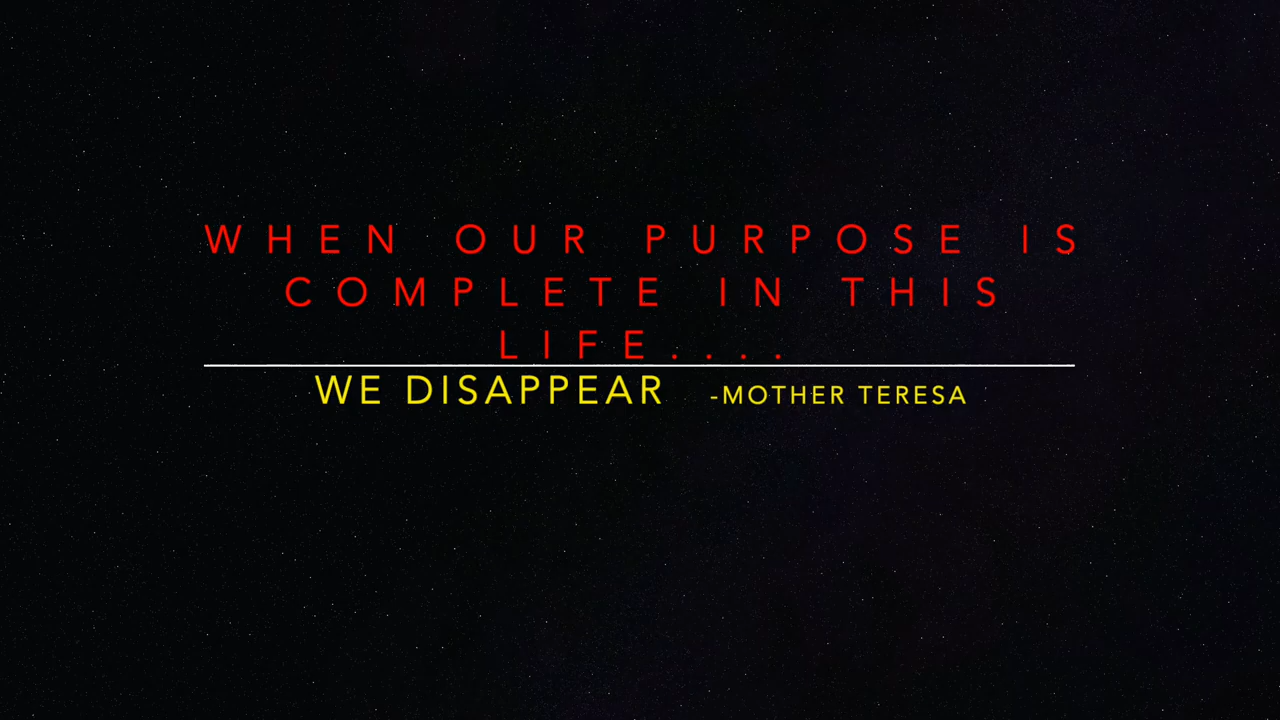 WHEN OUR PURPOSE IS
COMPLETE IN THIS
LIFE....
WE DISAPPEAR -MOTHER TERESA